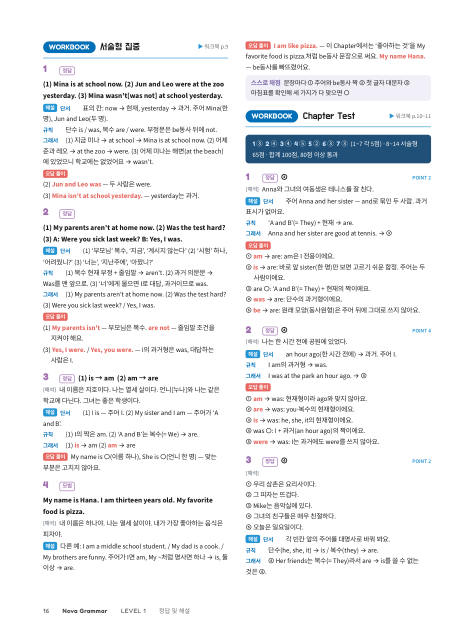 WORKBOOK 서술형 집중 ▶ 워크북 p.9
1 정답
(1) Mina is at school now. (2) Jun and Leo were at the zoo
yesterday. (3) Mina wasn't(was not) at school yesterday.
해설 단서 표의 칸: now → 현재, yesterday → 과거. 주어 Mina(한
명), Jun and Leo(두 명).
규칙 단수 is / was, 복수 are / were. 부정문은 be동사 뒤에 not.
그래서 (1) 지금 미나 → at school → Mina is at school now. (2) 어제
준과 레오 → at the zoo → were. (3) 어제 미나는 해변(at the beach)
에 있었으니 학교에는 없었어요 → wasn't.
오답 풀이
(2) Jun and Leo was — 두 사람은 were.
(3) Mina isn't at school yesterday. — yesterday는 과거.
2 정답
(1) My parents aren't at home now. (2) Was the test hard?
(3) A: Were you sick last week? B: Yes, I was.
해설 단서 (1) '부모님' 복수, '지금', '계시지 않는다' (2) '시험' 하나,
'어려웠니?' (3) '너는', '지난주에', '아팠니?'
규칙 (1) 복수 현재 부정 + 줄임말 → aren't. (2) 과거 의문문 →
Was를 맨 앞으로. (3) '너'에게 물으면 I로 대답, 과거이므로 was.
그래서 (1) My parents aren't at home now. (2) Was the test hard?
(3) Were you sick last week? / Yes, I was.
오답 풀이
(1) My parents isn't — 부모님은 복수. are not — 줄임말 조건을
지켜야 해요.
(3) Yes, I were. / Yes, you were. — I의 과거형은 was, 대답하는
사람은 I.
3 정답 (1) is → am (2) am → are
[해석] 내 이름은 지호이다. 나는 열세 살이다. 언니(누나)와 나는 같은
학교에 다닌다. 그녀는 좋은 학생이다.
해설 단서 (1) I is — 주어 I. (2) My sister and I am — 주어가 'A
and B'.
규칙 (1) I의 짝은 am. (2) 'A and B'는 복수(= We) → are.
그래서 (1) is → am (2) am → are
오답 풀이 My name is 〇(이름 하나), She is 〇(언니 한 명) — 맞는
부분은 고치지 않아요.
4 모범
My name is Hana. I am thirteen years old. My favorite
food is pizza.
[해석] 내 이름은 하나야. 나는 열세 살이야. 내가 가장 좋아하는 음식은
피자야.
해설 다른 예: I am a middle school student. / My dad is a cook. /
My brothers are funny. 주어가 I면 am, My ~처럼 명사면 하나 → is, 둘
이상 → are.
오답 풀이 I am like pizza. — 이 Chapter에서는 '좋아하는 것'을 My
favorite food is pizza.처럼 be동사 문장으로 써요. My name Hana.
— be동사를 빠뜨렸어요.
스스로 채점 문장마다 ① 주어와 be동사 짝 ② 첫 글자 대문자 ③
마침표를 확인해 세 가지가 다 맞으면 〇
WORKBOOK Chapter Test ▶ 워크북 p.10–11
1 ③ 2 ④ 3 ④ 4 ⑤ 5 ② 6 ③ 7 ③ (1~7 각 5점) · 8~14 서술형
65점 · 합계 100점, 80점 이상 통과
1 정답 ③ POINT 2
[해석] Anna와 그녀의 여동생은 테니스를 잘 친다.
해설 단서 주어 Anna and her sister — and로 묶인 두 사람. 과거
표시가 없어요.
규칙 'A and B'(= They) + 현재 → are.
그래서 Anna and her sister are good at tennis. → ③
오답 풀이
① am → are: am은 I 전용이에요.
② is → are: 바로 앞 sister(한 명)만 보면 고르기 쉬운 함정. 주어는 두
사람이에요.
③ are 〇: 'A and B'(= They) + 현재의 짝이에요.
④ was → are: 단수의 과거형이에요.
⑤ be → are: 원래 모양(동사원형)은 주어 뒤에 그대로 쓰지 않아요.
2 정답 ④ POINT 4
[해석] 나는 한 시간 전에 공원에 있었다.
해설 단서 an hour ago(한 시간 전에) → 과거. 주어 I.
규칙 I am의 과거형 → was.
그래서 I was at the park an hour ago. → ④
오답 풀이
① am → was: 현재형이라 ago와 맞지 않아요.
② are → was: you·복수의 현재형이에요.
③ is → was: he, she, it의 현재형이에요.
④ was 〇: I + 과거(an hour ago)의 짝이에요.
⑤ were → was: I는 과거에도 were를 쓰지 않아요.
3 정답 ④ POINT 2
[해석]
① 우리 삼촌은 요리사이다.
② 그 피자는 뜨겁다.
③ Mike는 음악실에 있다.
④ 그녀의 친구들은 매우 친절하다.
⑤ 오늘은 일요일이다.
해설 단서 각 빈칸 앞의 주어를 대명사로 바꿔 봐요.
규칙 단수(he, she, it) → is / 복수(they) → are.
그래서 ④ Her friends는 복수(= They)라서 are → is를 쓸 수 없는
것은 ④.
16 Nova Grammar LEVEL 1 정답 및 해설